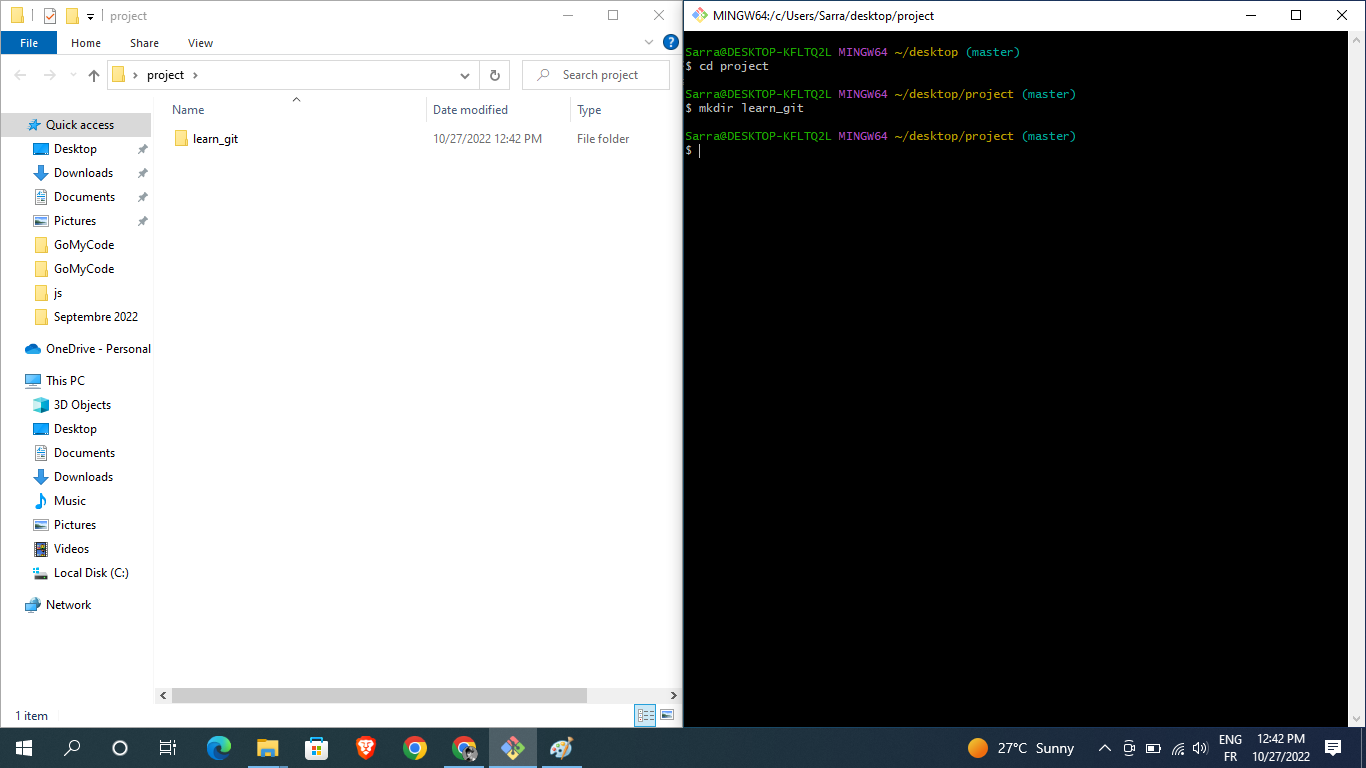 project
File
Home
Share
View
project
Search project
Name
Date modified
Type
learn_git
10/27/2022 12:42 PM
File folder
Quick access
Desktop
Downloads
Documents
Pictures
GoMyCode
GoMyCode
js
Septembre 2022
OneDrive - Personal
This PC
3D Objects
Desktop
Documents
Downloads
Music
Pictures
Videos
Local Disk (C:)
Network
1 item
MINGW64:/c/Users/Sarra/desktop/project
Sarra@DESKTOP-KFLTQ2L MINGW64 ~/desktop (master)
$ cd project
Sarra@DESKTOP-KFLTQ2L MINGW64 ~/desktop/project (master)
$ mkdir learn_git
Sarra@DESKTOP-KFLTQ2L MINGW64 ~/desktop/project (master)
$
27°C Sunny
ENG
FR
12:42 PM
10/27/2022